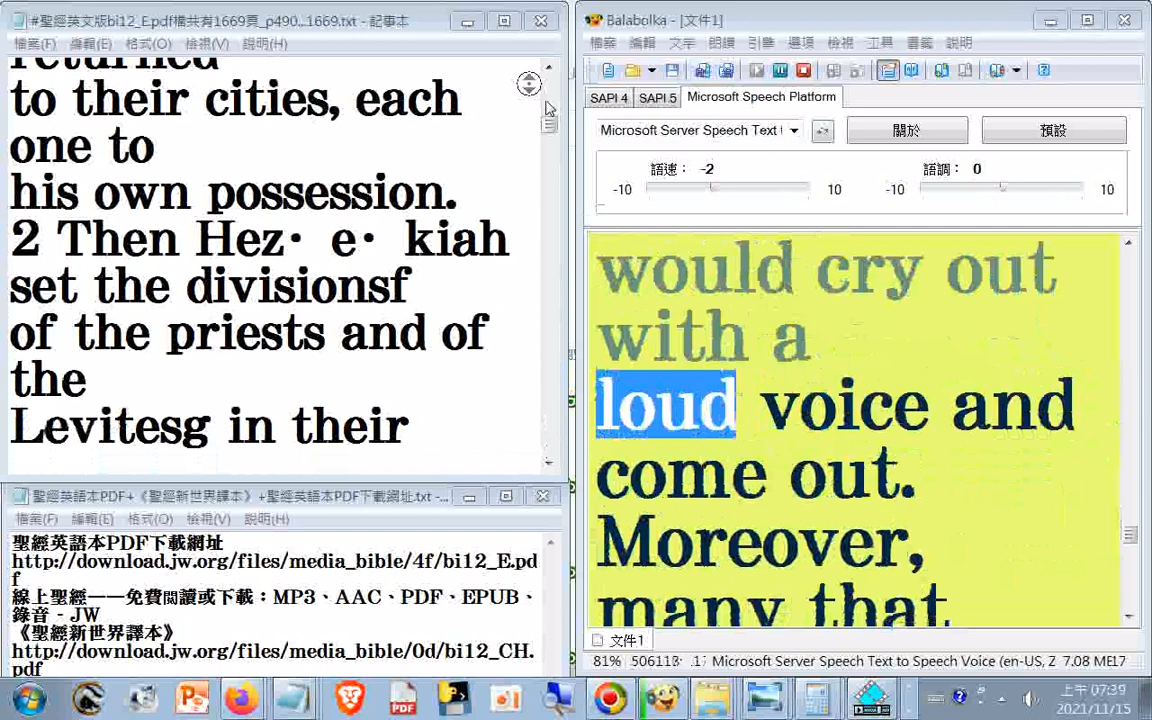 #聖經英文版bi12_E.pdf檔共有1669頁_p490...1669.txt - 記事本
檔案(F) 編輯(E) 格式(O) 檢視(V) 說明(H)
returned
to their cities, each
one to
his own possession.
2 Then Hez· e· kiah
set the divisionsf
of the priests and of
the
Levitesg in their
聖經英語本PDF+《聖經新世界譯本》+聖經英語本PDF下載網址.txt -...
檔案(F) 編輯(E) 格式(O) 檢視(V) 說明(H)
聖經英語本PDF下載網址
http://download.jw.org/files/media_bible/4f/bi12_E.pd
f
線上聖經——免費閱讀或下載：MP3、AAC、PDF、EPUB、
錄音 - JW
《聖經新世界譯本》
http://download.jw.org/files/media_bible/0d/bi12_CH.
pdf
Balabolka - [文件1]
檔案 編輯 文字 朗讀 引擎 選項 檢視 工具 書籤 說明
SAPI 4 SAPI 5 Microsoft Speech Platform
Microsoft Server Speech Text 關於 預設
語速： -2 語調： 0
-10 10 -10 10
would cry out
with a
loud voice and
come out.
Moreover,
many that
文件1
81% Microsoft Server Speech Text to Speech Voice (en-US, Z 7.08 ME17
PDF
上午 07:39
2021/11/15